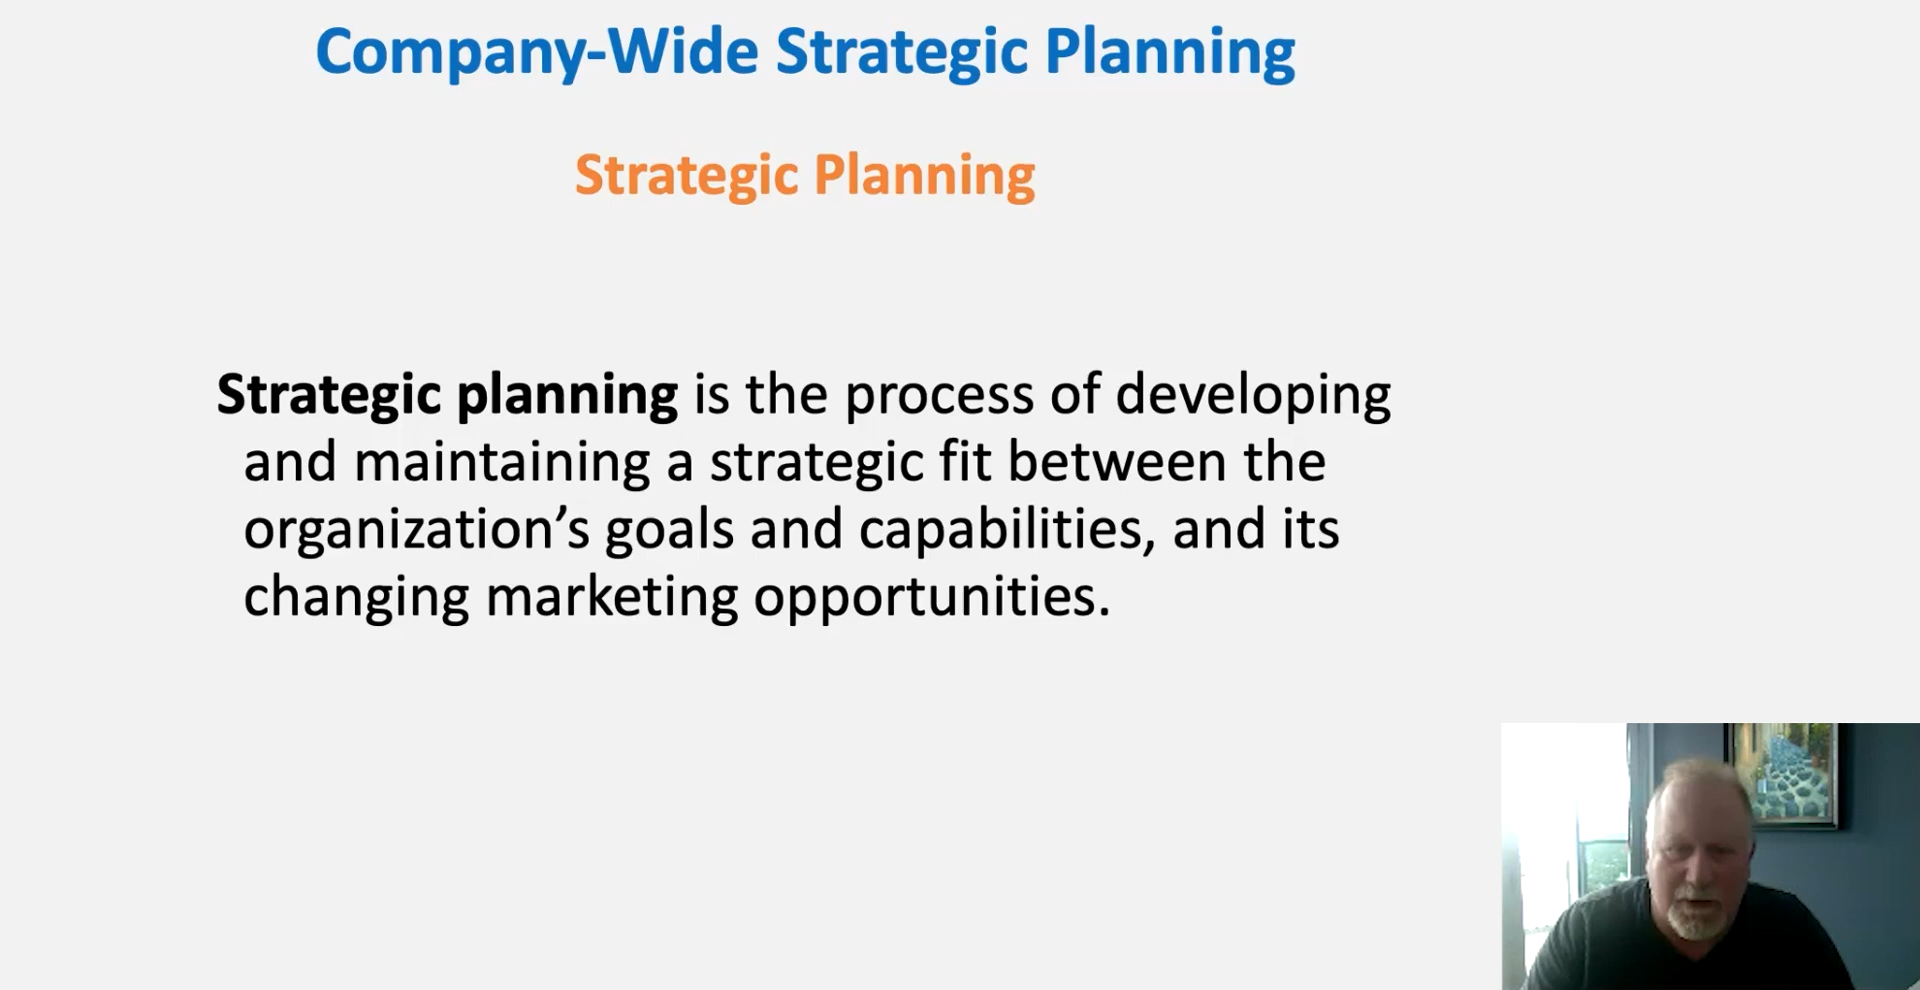 Company-Wide Strategic Planning
Strategic Planning
Strategic planning is the process of developing
and maintaining a strategic fit between the
organization’s goals and capabilities, and its
changing marketing opportunities.